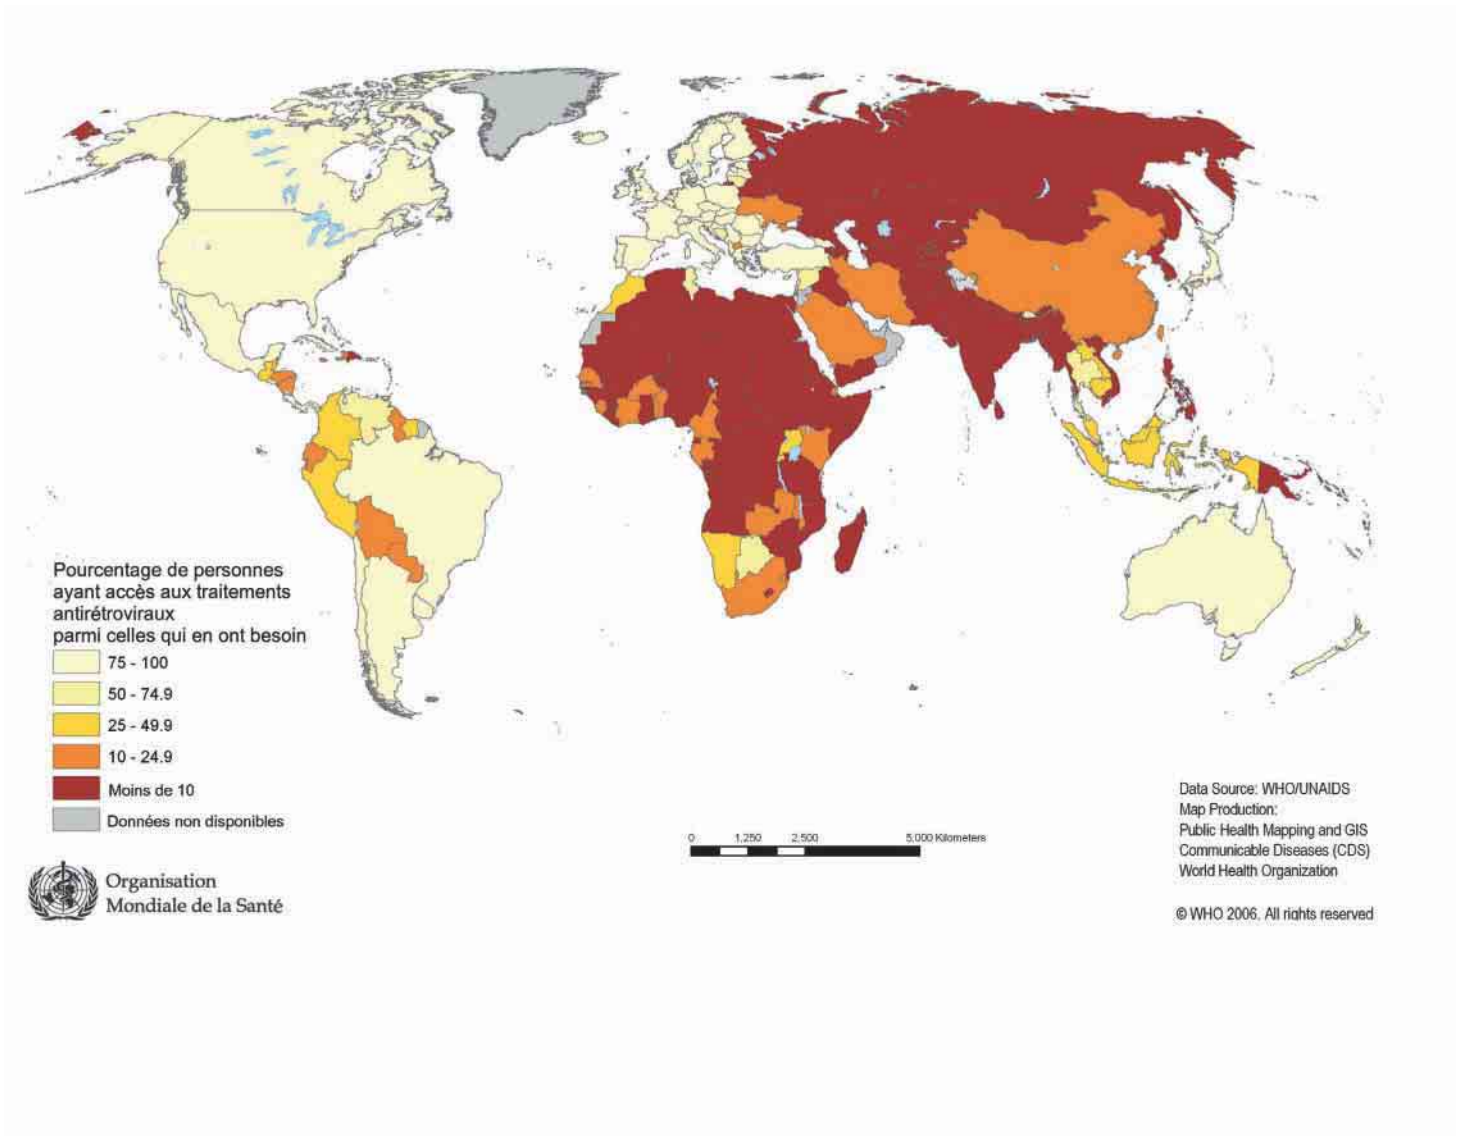 Pourcentage de personnes
ayant accès aux traitements
antirétroviraux
parmi celles qui en ont besoin
75 - 100
50 - 74.9
25 - 49.9
10 - 24.9
Moins de 10
Données non disponibles
Organisation
Mondiale de la Santé
0 1,250 2,500 5,000 Kilometers
Data Source: WHO/UNAIDS
Map Production:
Public Health Mapping and GIS
Communicable Diseases (CDS)
World Health Organization
© WHO 2006. All rights reserved